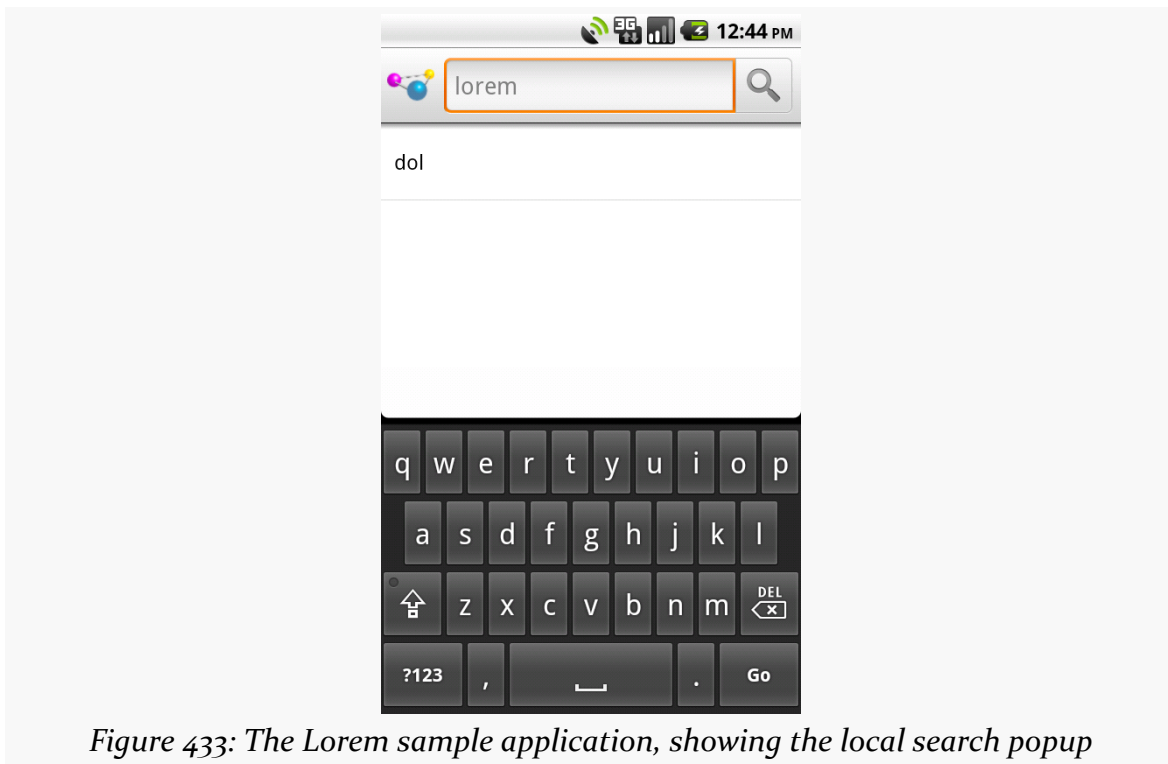 3G 12:44 PM
lorem
dol
q w e r t y u i o p
a s d f g h j k l
z x c v b n m DEL
?123 , . Go
Figure 433: The Lorem sample application, showing the local search popup